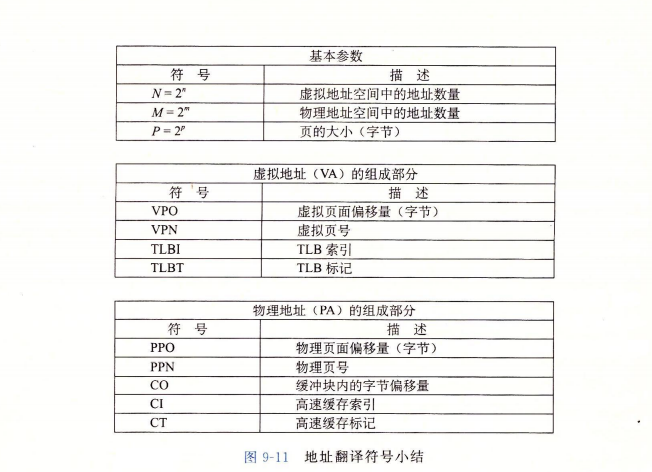 基本参数
符 号 描 述
N = 2ⁿ 虚拟地址空间中的地址数量
M = 2ᵐ 物理地址空间中的地址数量
P = 2ᵖ 页的大小（字节）
虚拟地址（VA）的组成部分
符 号 描 述
VPO 虚拟页面偏移量（字节）
VPN 虚拟页号
TLBI TLB 索引
TLBT TLB 标记
物理地址（PA）的组成部分
符 号 描 述
PPO 物理页面偏移量（字节）
PPN 物理页号
CO 缓冲块内的字节偏移量
CI 高速缓存索引
CT 高速缓存标记
图 9-11 地址翻译符号小结